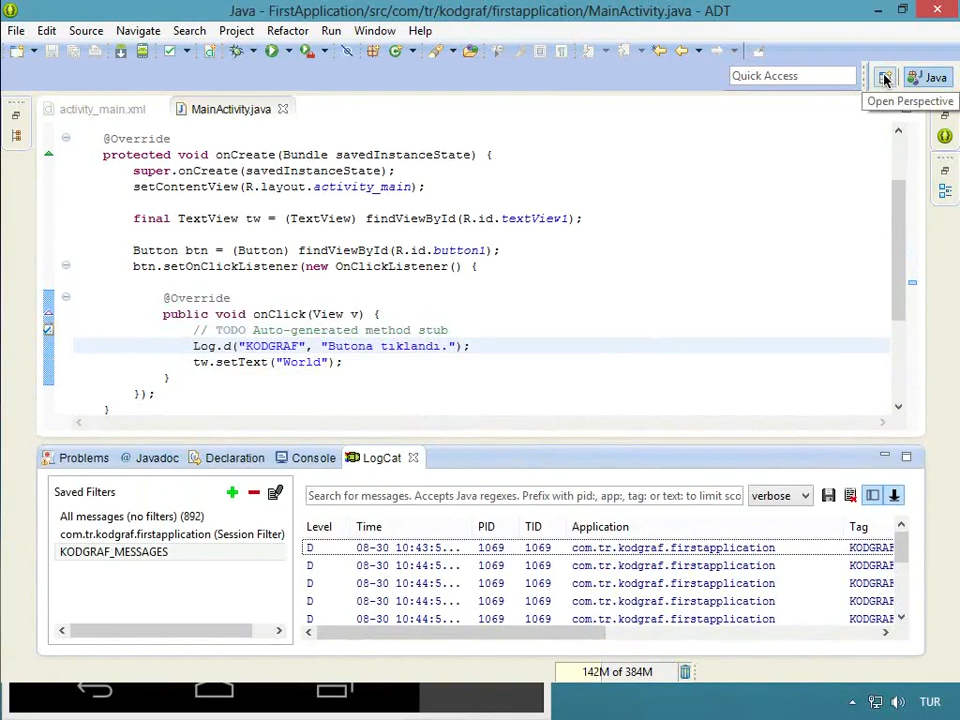 Java - FirstApplication/src/com/tr/kodgraf/firstapplication/MainActivity.java - ADT
File Edit Source Navigate Search Project Refactor Run Window Help
Quick Access
Java
Open Perspective
activity_main.xml MainActivity.java
@Override
protected void onCreate(Bundle savedInstanceState) {
super.onCreate(savedInstanceState);
setContentView(R.layout.activity_main);
final TextView tw = (TextView) findViewById(R.id.textView1);
Button btn = (Button) findViewById(R.id.button1);
btn.setOnClickListener(new OnClickListener() {
@Override
public void onClick(View v) {
// TODO Auto-generated method stub
Log.d("KODGRAF", "Butona tıklandı.");
tw.setText("World");
}
});
}
Problems @ Javadoc Declaration Console LogCat
Saved Filters
All messages (no filters) (892)
com.tr.kodgraf.firstapplication (Session Filter)
KODGRAF_MESSAGES
Search for messages. Accepts Java regexes. Prefix with pid:, app:, tag: or text: to limit sco
verbose
Level Time PID TID Application Tag
D 08-30 10:43:5... 1069 1069 com.tr.kodgraf.firstapplication KODGRAF
D 08-30 10:44:5... 1069 1069 com.tr.kodgraf.firstapplication KODGRAF
D 08-30 10:44:5... 1069 1069 com.tr.kodgraf.firstapplication KODGRAF
D 08-30 10:44:5... 1069 1069 com.tr.kodgraf.firstapplication KODGRAF
D 08-30 10:44:5... 1069 1069 com.tr.kodgraf.firstapplication KODGRAF
142M of 384M
TUR